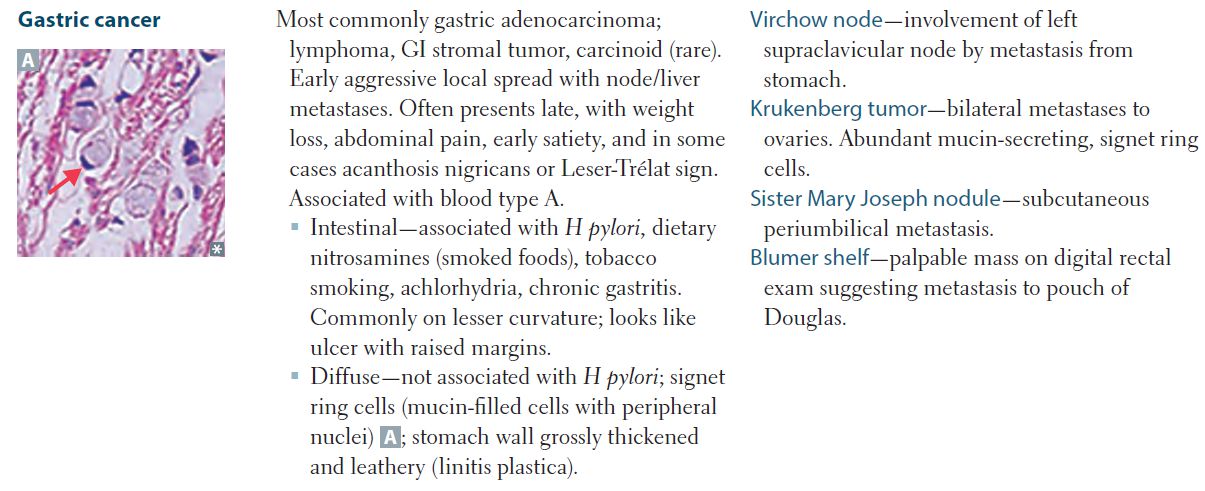 Gastric cancer
A
*
Most commonly gastric adenocarcinoma;
lymphoma, GI stromal tumor, carcinoid (rare).
Early aggressive local spread with node/liver
metastases. Often presents late, with weight
loss, abdominal pain, early satiety, and in some
cases acanthosis nigricans or Leser-Trélat sign.
Associated with blood type A.
▪ Intestinal—associated with H pylori, dietary
nitrosamines (smoked foods), tobacco
smoking, achlorhydria, chronic gastritis.
Commonly on lesser curvature; looks like
ulcer with raised margins.
▪ Diffuse—not associated with H pylori; signet
ring cells (mucin-filled cells with peripheral
nuclei) A; stomach wall grossly thickened
and leathery (linitis plastica).
Virchow node—involvement of left
supraclavicular node by metastasis from
stomach.
Krukenberg tumor—bilateral metastases to
ovaries. Abundant mucin-secreting, signet ring
cells.
Sister Mary Joseph nodule—subcutaneous
periumbilical metastasis.
Blumer shelf—palpable mass on digital rectal
exam suggesting metastasis to pouch of
Douglas.